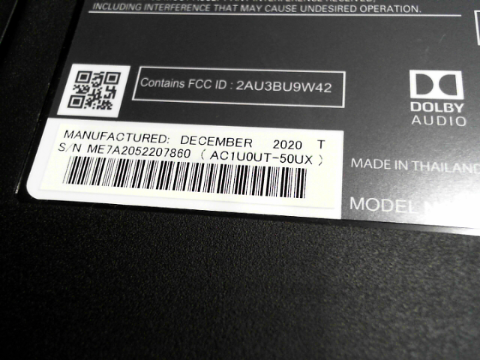 INCLUDING INTERFERENCE THAT MAY CAUSE UNDESIRED OPERATION.
Contains FCC ID : 2AU3BU9W42
DOLBY
AUDIO
MANUFACTURED: DECEMBER 2020 T
S/N ME7A2052207860 ( AC1U0UT-50UX )
MADE IN THAILAND
MODEL